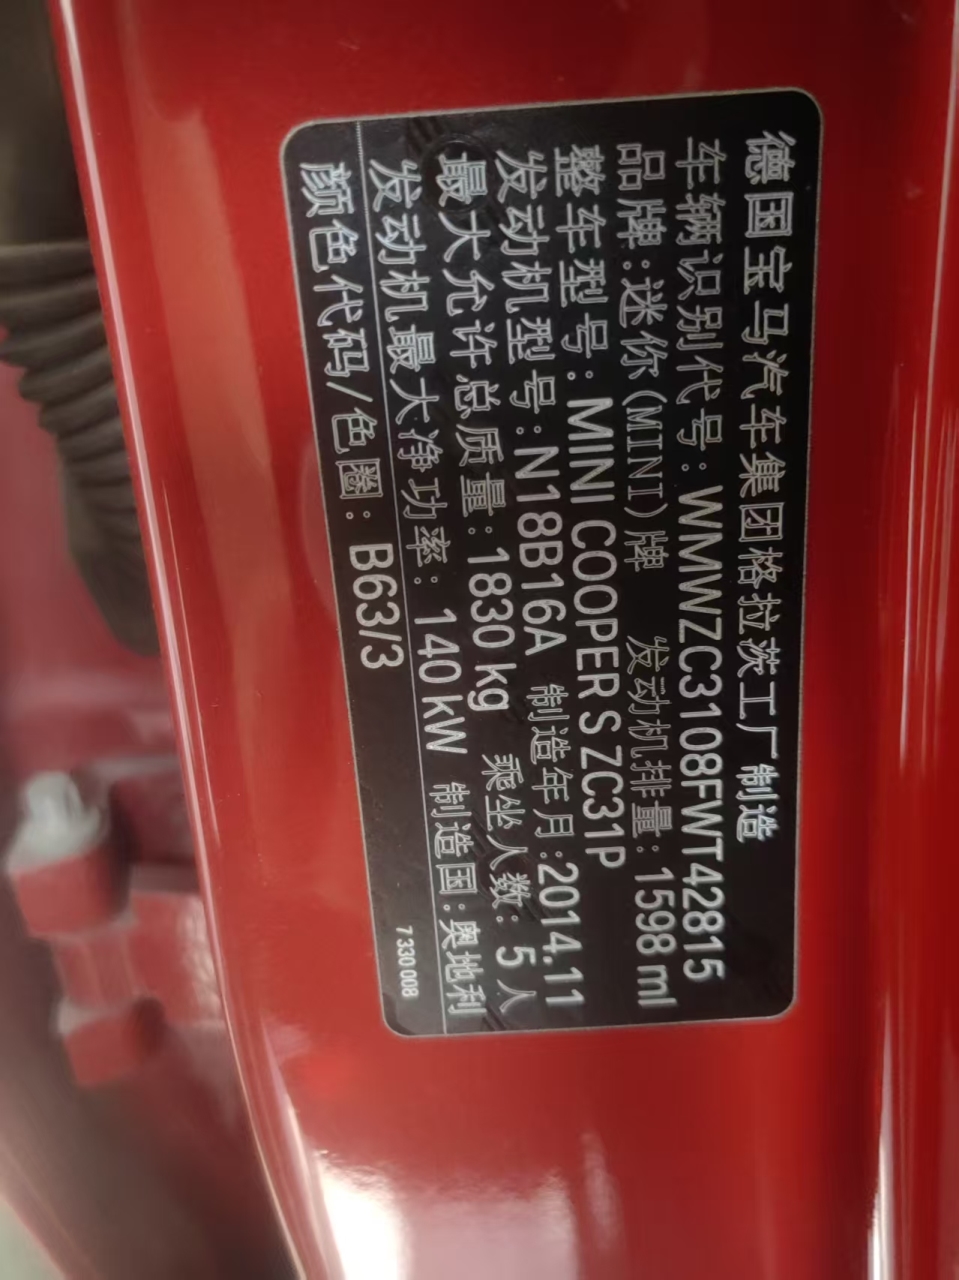 德国宝马汽车集团格拉茨工厂制造
车辆识别代号:WMWZC3108FWT42815
品牌:迷你(MINI)牌 发动机排量:1598 ml
整车型号:MINI COOPER S ZC31P
发动机型号:N18B16A 制造年月:2014.11
最大允许总质量:1830 kg 乘坐人数:5人
发动机最大净功率:140 kW 制造国:奥地利
颜色代码/色圈:B63/3
7 330 008